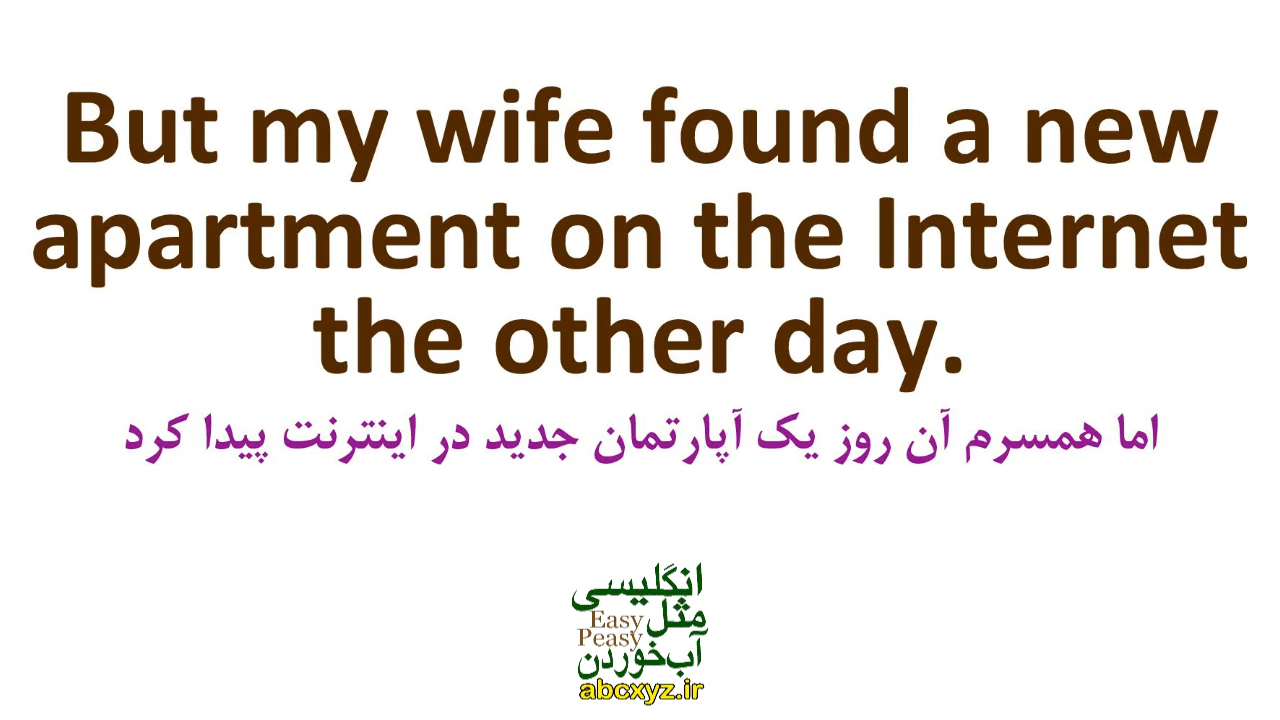 But my wife found a new
apartment on the Internet
the other day.
اما همسرم آن روز یک آپارتمان جدید در اینترنت پیدا کرد
انگلیسی
مثل
Easy
Peasy
آب‌خوردن
abcxyz.ir